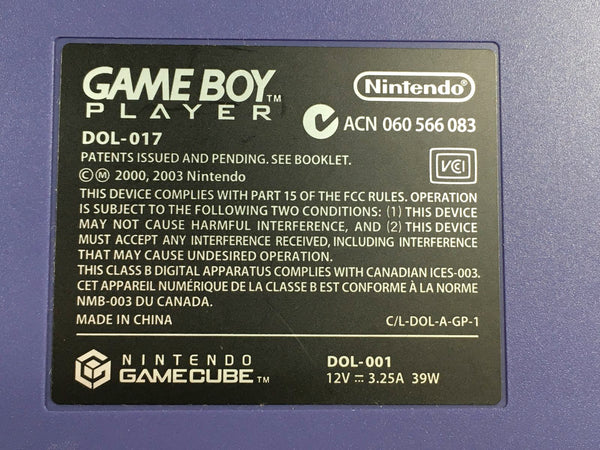 GAME BOY™
PLAYER
Nintendo®
ACN 060 566 083
DOL-017
PATENTS ISSUED AND PENDING. SEE BOOKLET.
VCI
©Ⓜ 2000, 2003 Nintendo
THIS DEVICE COMPLIES WITH PART 15 OF THE FCC RULES. OPERATION
IS SUBJECT TO THE FOLLOWING TWO CONDITIONS: (1) THIS DEVICE
MAY NOT CAUSE HARMFUL INTERFERENCE, AND (2) THIS DEVICE
MUST ACCEPT ANY INTERFERENCE RECEIVED, INCLUDING INTERFERENCE
THAT MAY CAUSE UNDESIRED OPERATION.
THIS CLASS B DIGITAL APPARATUS COMPLIES WITH CANADIAN ICES-003.
CET APPAREIL NUMÉRIQUE DE LA CLASSE B EST CONFORME À LA NORME
NMB-003 DU CANADA.
MADE IN CHINA
C/L-DOL-A-GP-1
NINTENDO
GAMECUBE™
DOL-001
12V ⎓ 3.25A 39W